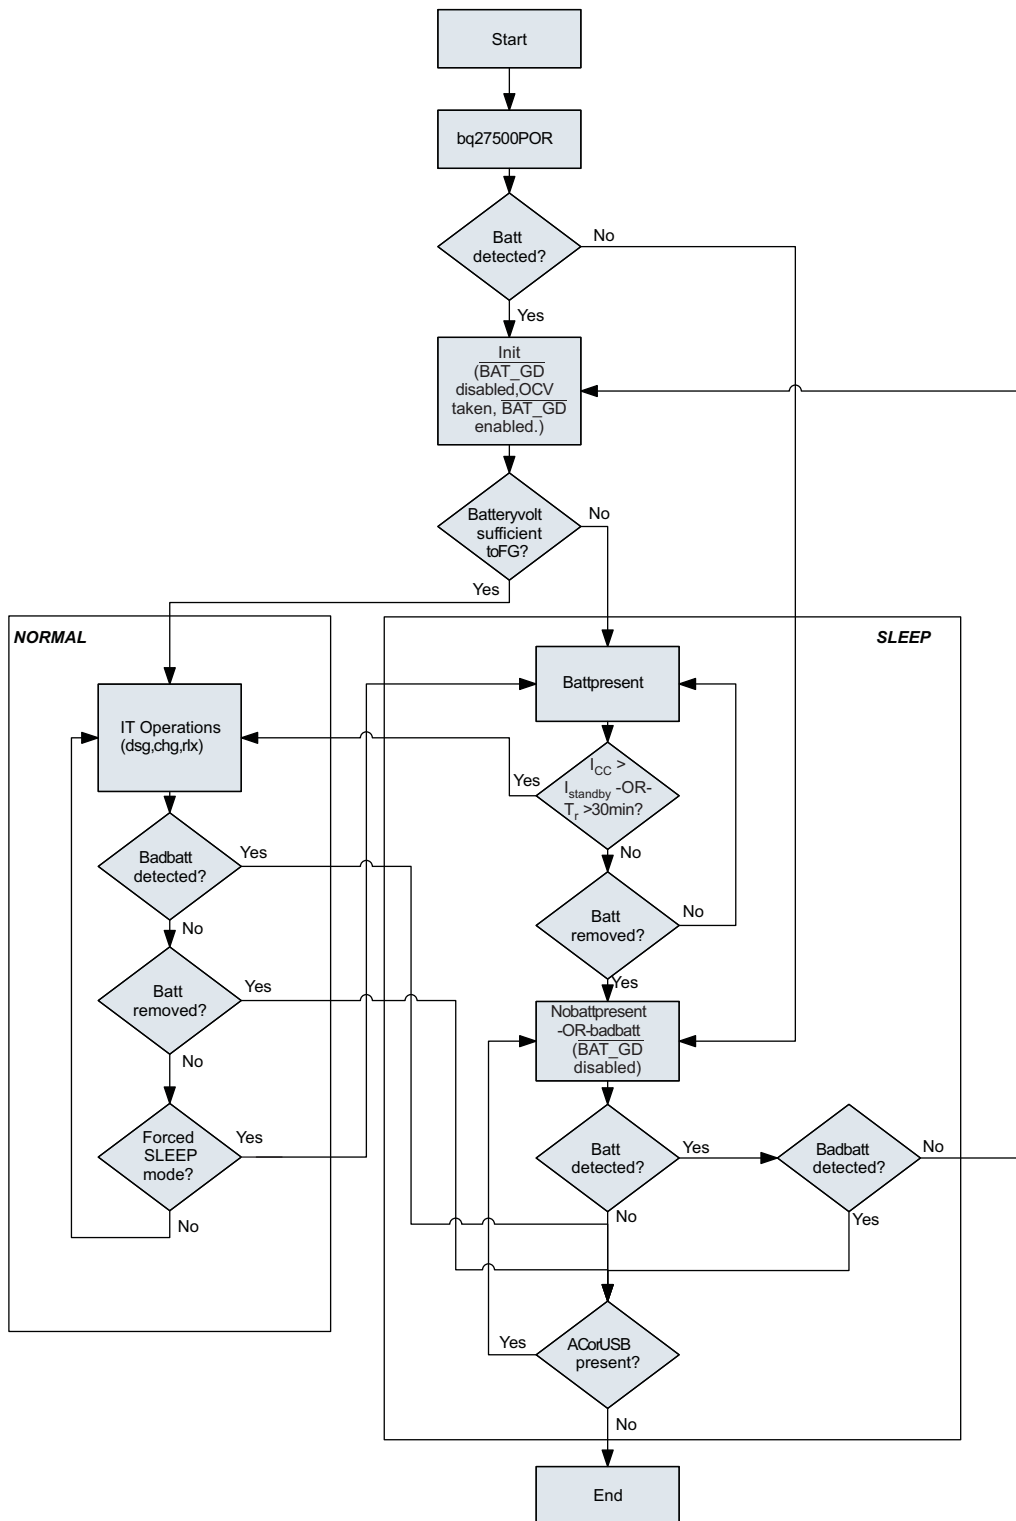 Start
bq27500POR
Batt
detected?
No
Yes
Init
(BAT_GD
disabled,OCV
taken, BAT_GD
enabled.)
Batteryvolt
sufficient
toFG?
No
Yes
NORMAL
SLEEP
IT Operations
(dsg,chg,rlx)
Battpresent
I_CC >
I_standby -OR-
T_r >30min?
Yes
No
Badbatt
detected?
Yes
No
Batt
removed?
No
Yes
Batt
removed?
Yes
No
Nobattpresent
-OR-badbatt
(BAT_GD
disabled)
Forced
SLEEP
mode?
Yes
No
Batt
detected?
Yes
No
Badbatt
detected?
No
Yes
ACorUSB
present?
Yes
No
End